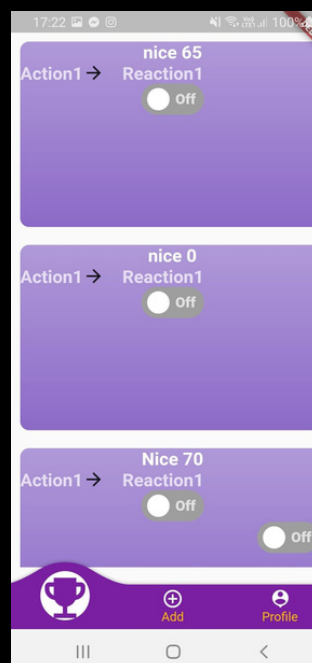 17:22 100%
nice 65
Action1 → Reaction1
Off
nice 0
Action1 → Reaction1
Off
Nice 70
Action1 → Reaction1
Off
Off
Add Profile